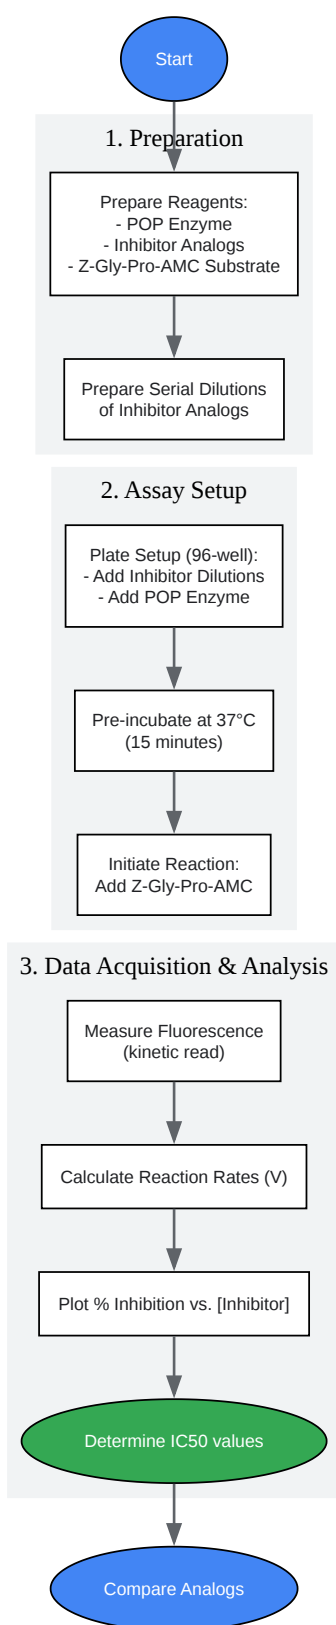 Start
1. Preparation
Prepare Reagents:
- POP Enzyme
- Inhibitor Analogs
- Z-Gly-Pro-AMC Substrate
Prepare Serial Dilutions
of Inhibitor Analogs
2. Assay Setup
Plate Setup (96-well):
- Add Inhibitor Dilutions
- Add POP Enzyme
Pre-incubate at 37°C
(15 minutes)
Initiate Reaction:
Add Z-Gly-Pro-AMC
3. Data Acquisition & Analysis
Measure Fluorescence
(kinetic read)
Calculate Reaction Rates (V)
Plot % Inhibition vs. [Inhibitor]
Determine IC50 values
Compare Analogs